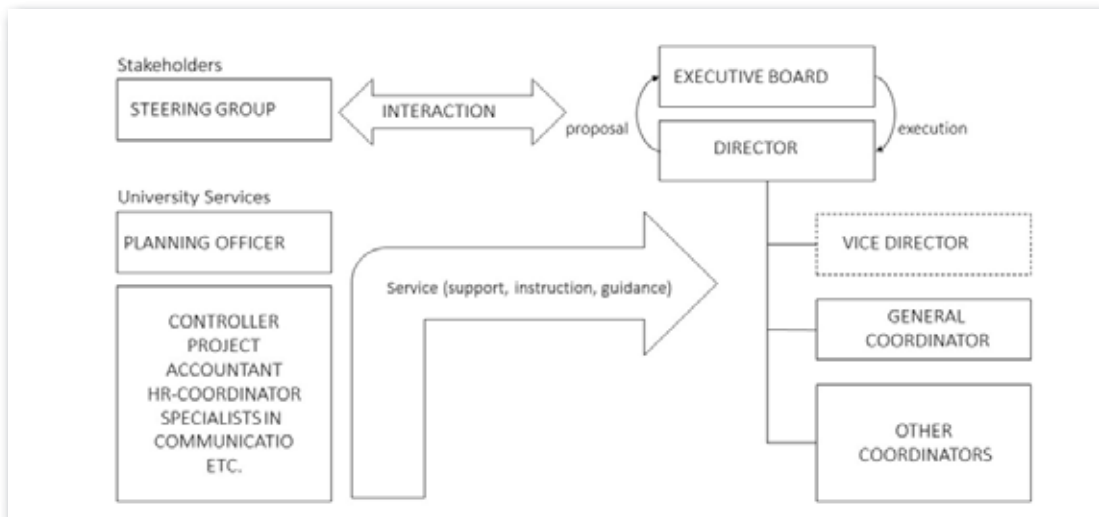 Stakeholders
STEERING GROUP
INTERACTION
EXECUTIVE BOARD
proposal
execution
DIRECTOR
University Services
PLANNING OFFICER
VICE DIRECTOR
Service (support, instruction, guidance)
GENERAL
COORDINATOR
CONTROLLER
PROJECT
ACCOUNTANT
HR-COORDINATOR
SPECIALISTS IN
COMMUNICATIO
ETC.
OTHER
COORDINATORS